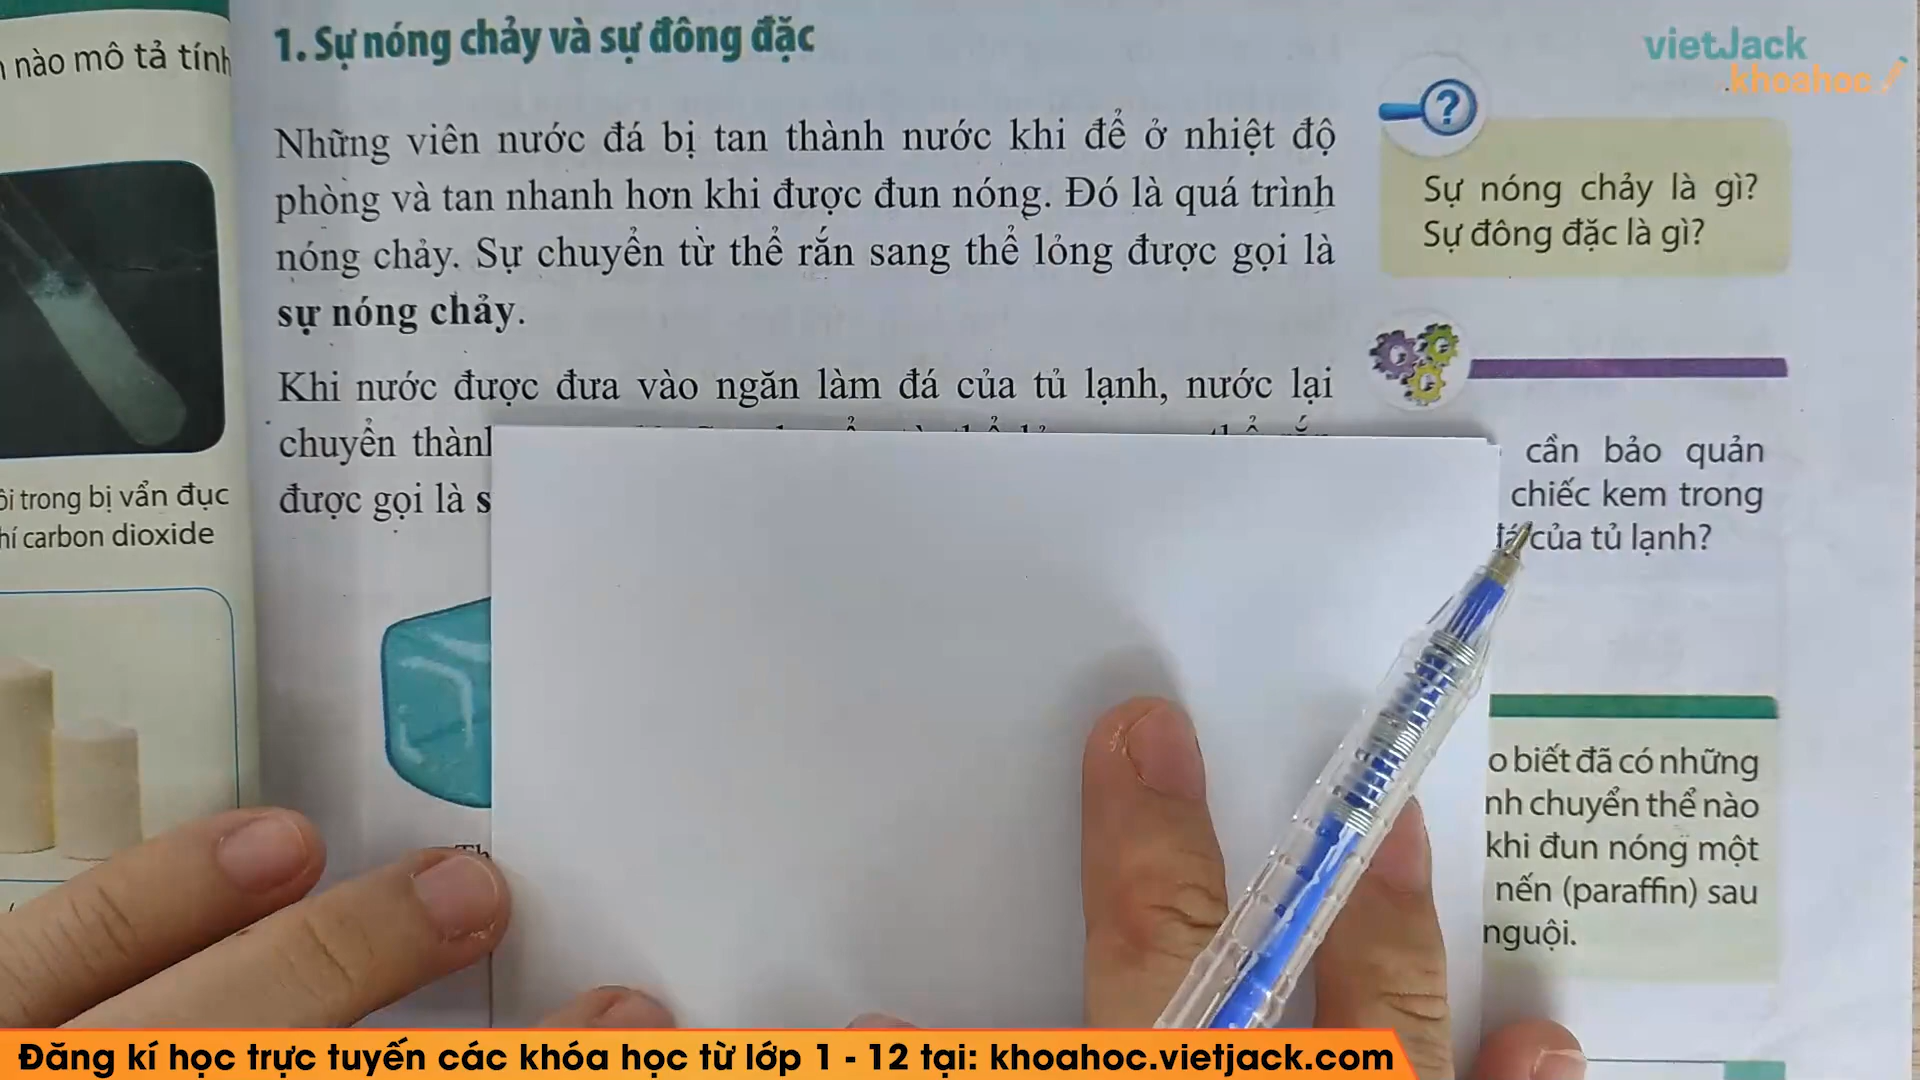 nào mô tả tính
ôi trong bị vẩn đục
carbon dioxide
1. Sự nóng chảy và sự đông đặc
Những viên nước đá bị tan thành nước khi để ở nhiệt độ
phòng và tan nhanh hơn khi được đun nóng. Đó là quá trình
nóng chảy. Sự chuyển từ thể rắn sang thể lỏng được gọi là
sự nóng chảy.
Khi nước được đưa vào ngăn làm đá của tủ lạnh, nước lại
chuyển thành
được gọi là s
Th
vietJack
.khoahoc
?
Sự nóng chảy là gì?
Sự đông đặc là gì?
cần bảo quản
chiếc kem trong
của tủ lạnh?
o biết đã có những
nh chuyển thể nào
khi đun nóng một
nến (paraffin) sau
nguội.
Đăng kí học trực tuyến các khóa học từ lớp 1 - 12 tại: khoahoc.vietjack.com